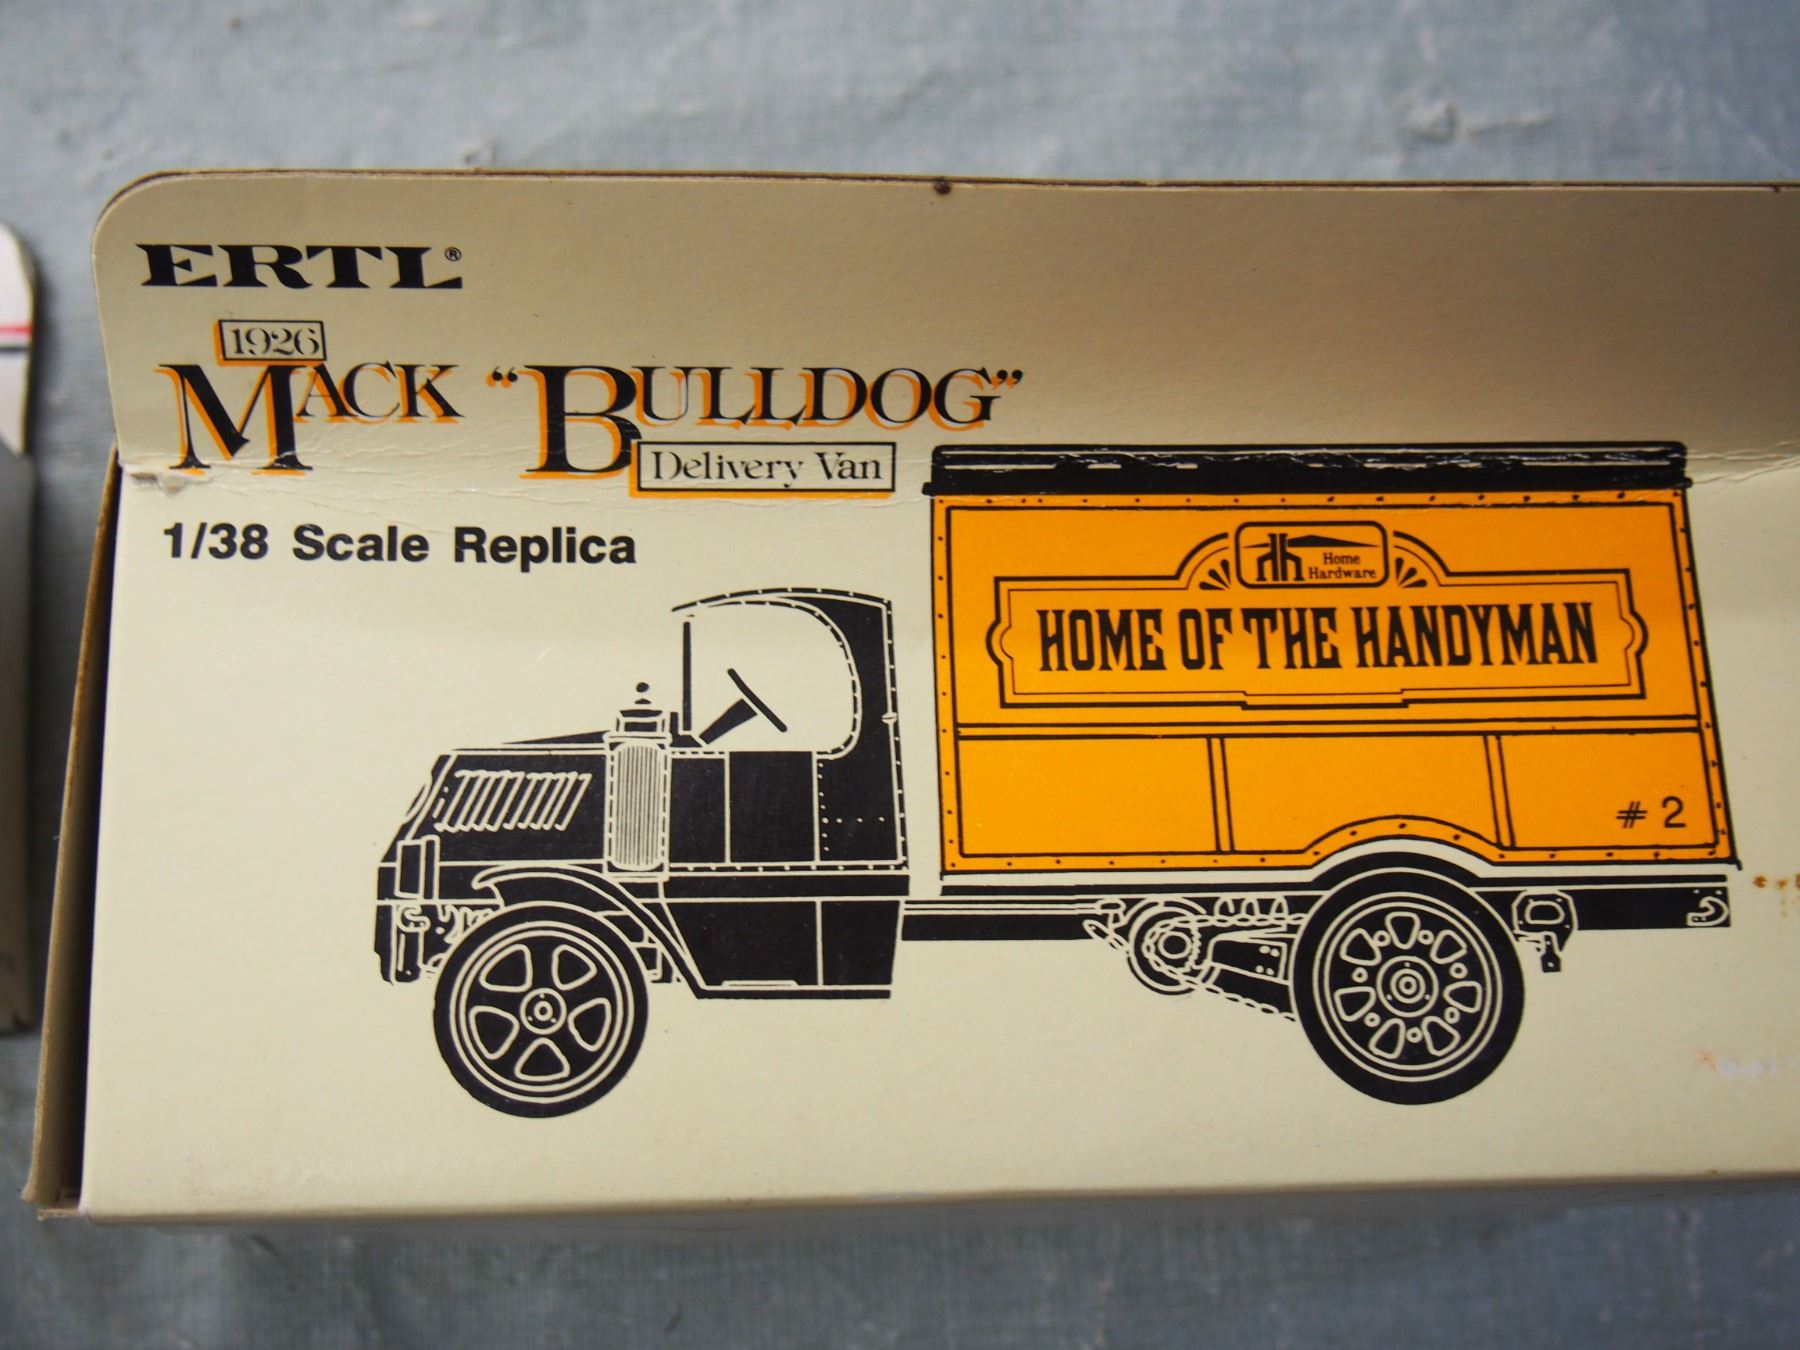 ERTL®
1926
MACK "BULLDOG"
Delivery Van
1/38 Scale Replica
Home
Hardware
HOME OF THE HANDYMAN
# 2